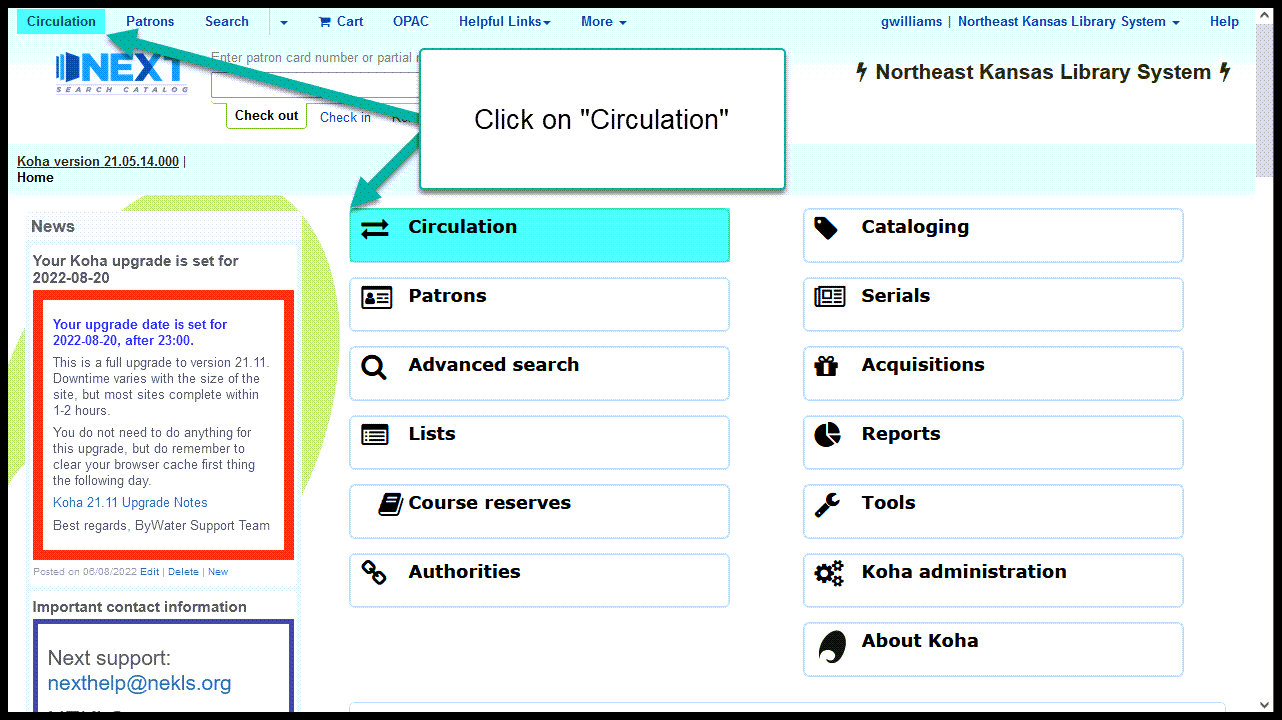 Circulation Patrons Search Cart OPAC Helpful Links More gwilliams | Northeast Kansas Library System Help
NEXT
SEARCH CATALOG
Enter patron card number or partial
Check out Check in
Click on "Circulation"
Northeast Kansas Library System
Koha version 21.05.14.000 |
Home
News
Your Koha upgrade is set for
2022-08-20
Your upgrade date is set for
2022-08-20, after 23:00.
This is a full upgrade to version 21.11.
Downtime varies with the size of the
site, but most sites complete within
1-2 hours.
You do not need to do anything for
this upgrade, but do remember to
clear your browser cache first thing
the following day.
Koha 21.11 Upgrade Notes
Best regards, ByWater Support Team
Posted on 06/08/2022 Edit | Delete | New
Important contact information
Next support:
nexthelp@nekls.org
Circulation
Patrons
Advanced search
Lists
Course reserves
Authorities
Cataloging
Serials
Acquisitions
Reports
Tools
Koha administration
About Koha